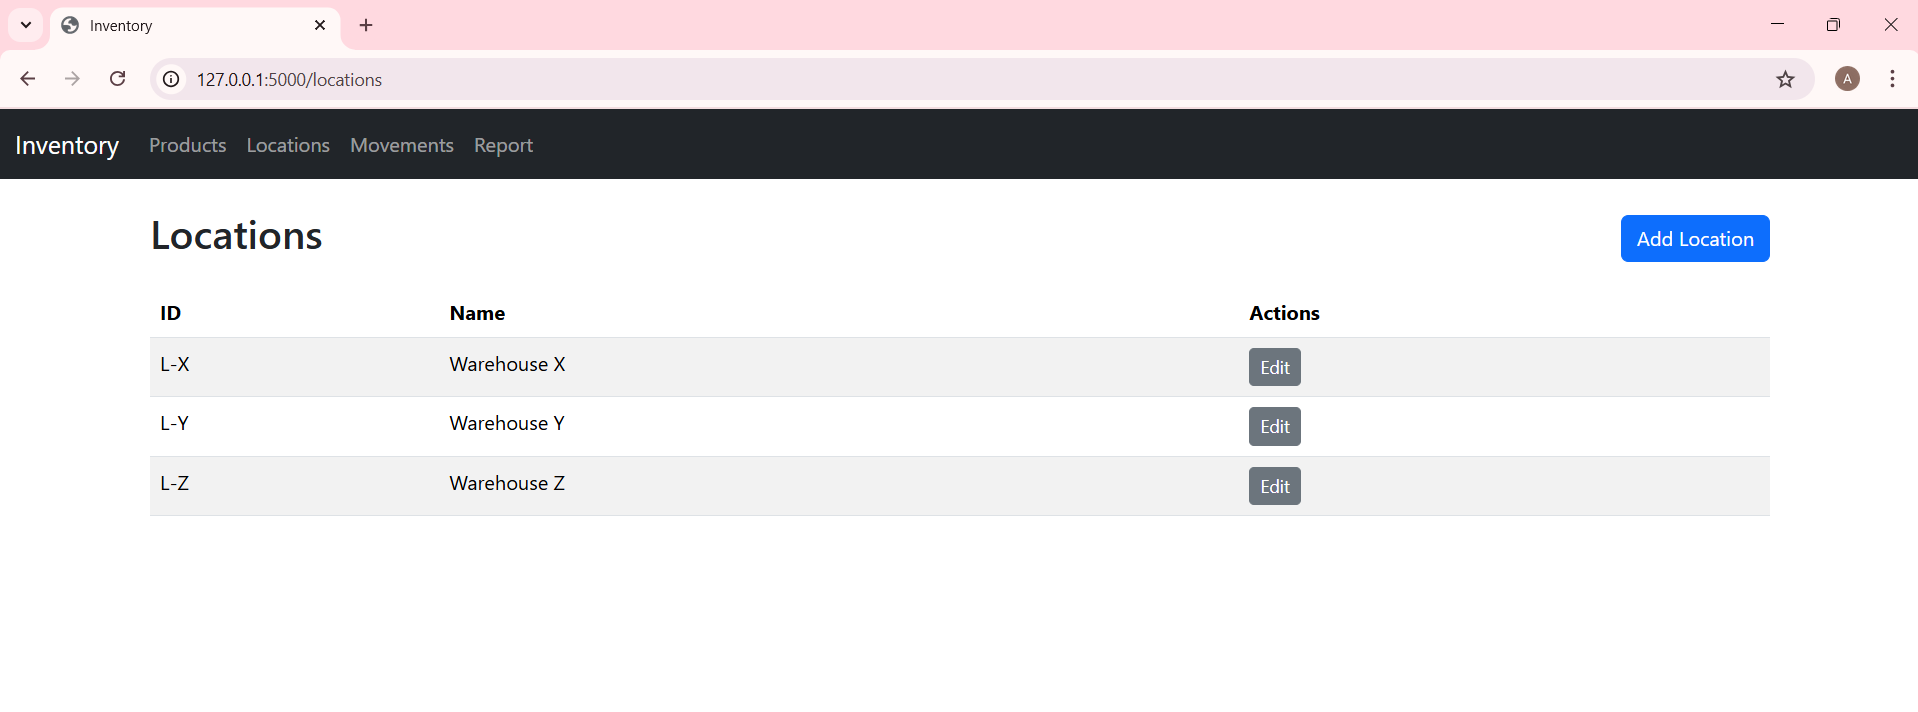 Inventory
127.0.0.1:5000/locations
A
Inventory Products Locations Movements Report
Locations
Add Location
ID Name Actions
L-X Warehouse X Edit
L-Y Warehouse Y Edit
L-Z Warehouse Z Edit